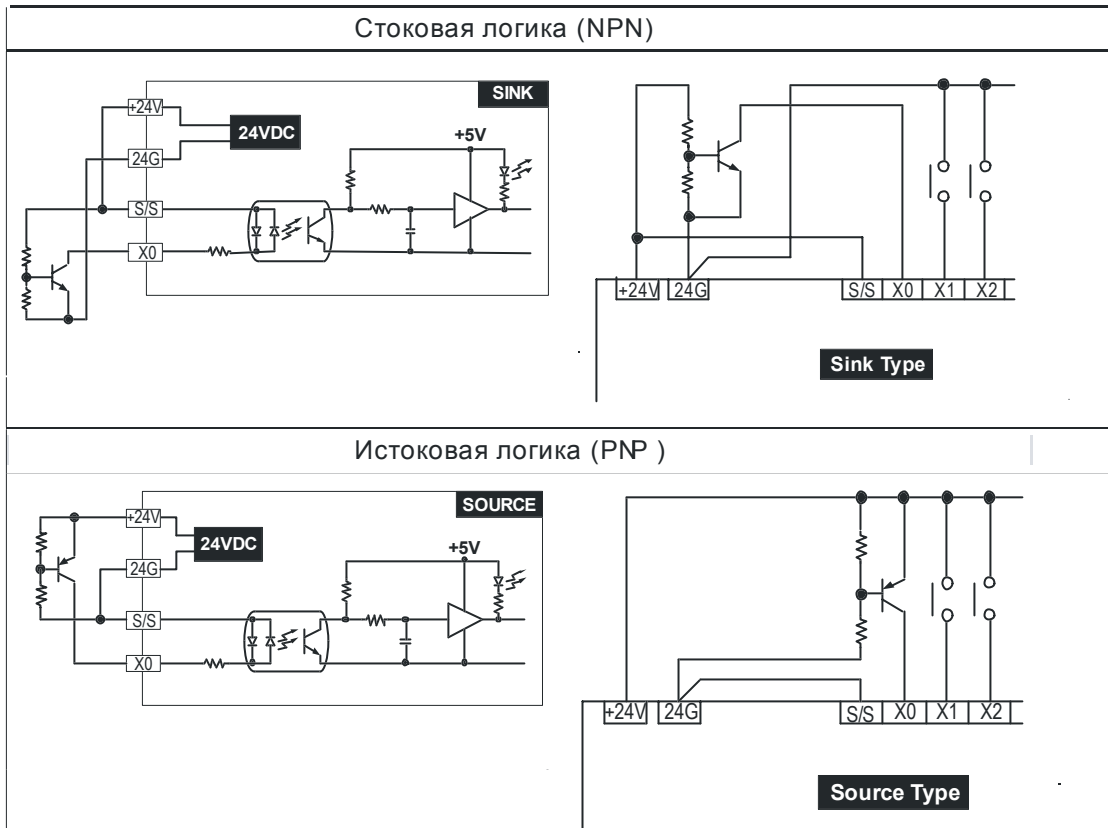 Стоковая логика (NPN)
SINK
+24V
24VDC
+5V
24G
S/S
X0
+24V 24G S/S X0 X1 X2
Sink Type
Истоковая логика (PNP )
SOURCE
+24V
24VDC
+5V
24G
S/S
X0
+24V 24G S/S X0 X1 X2
Source Type